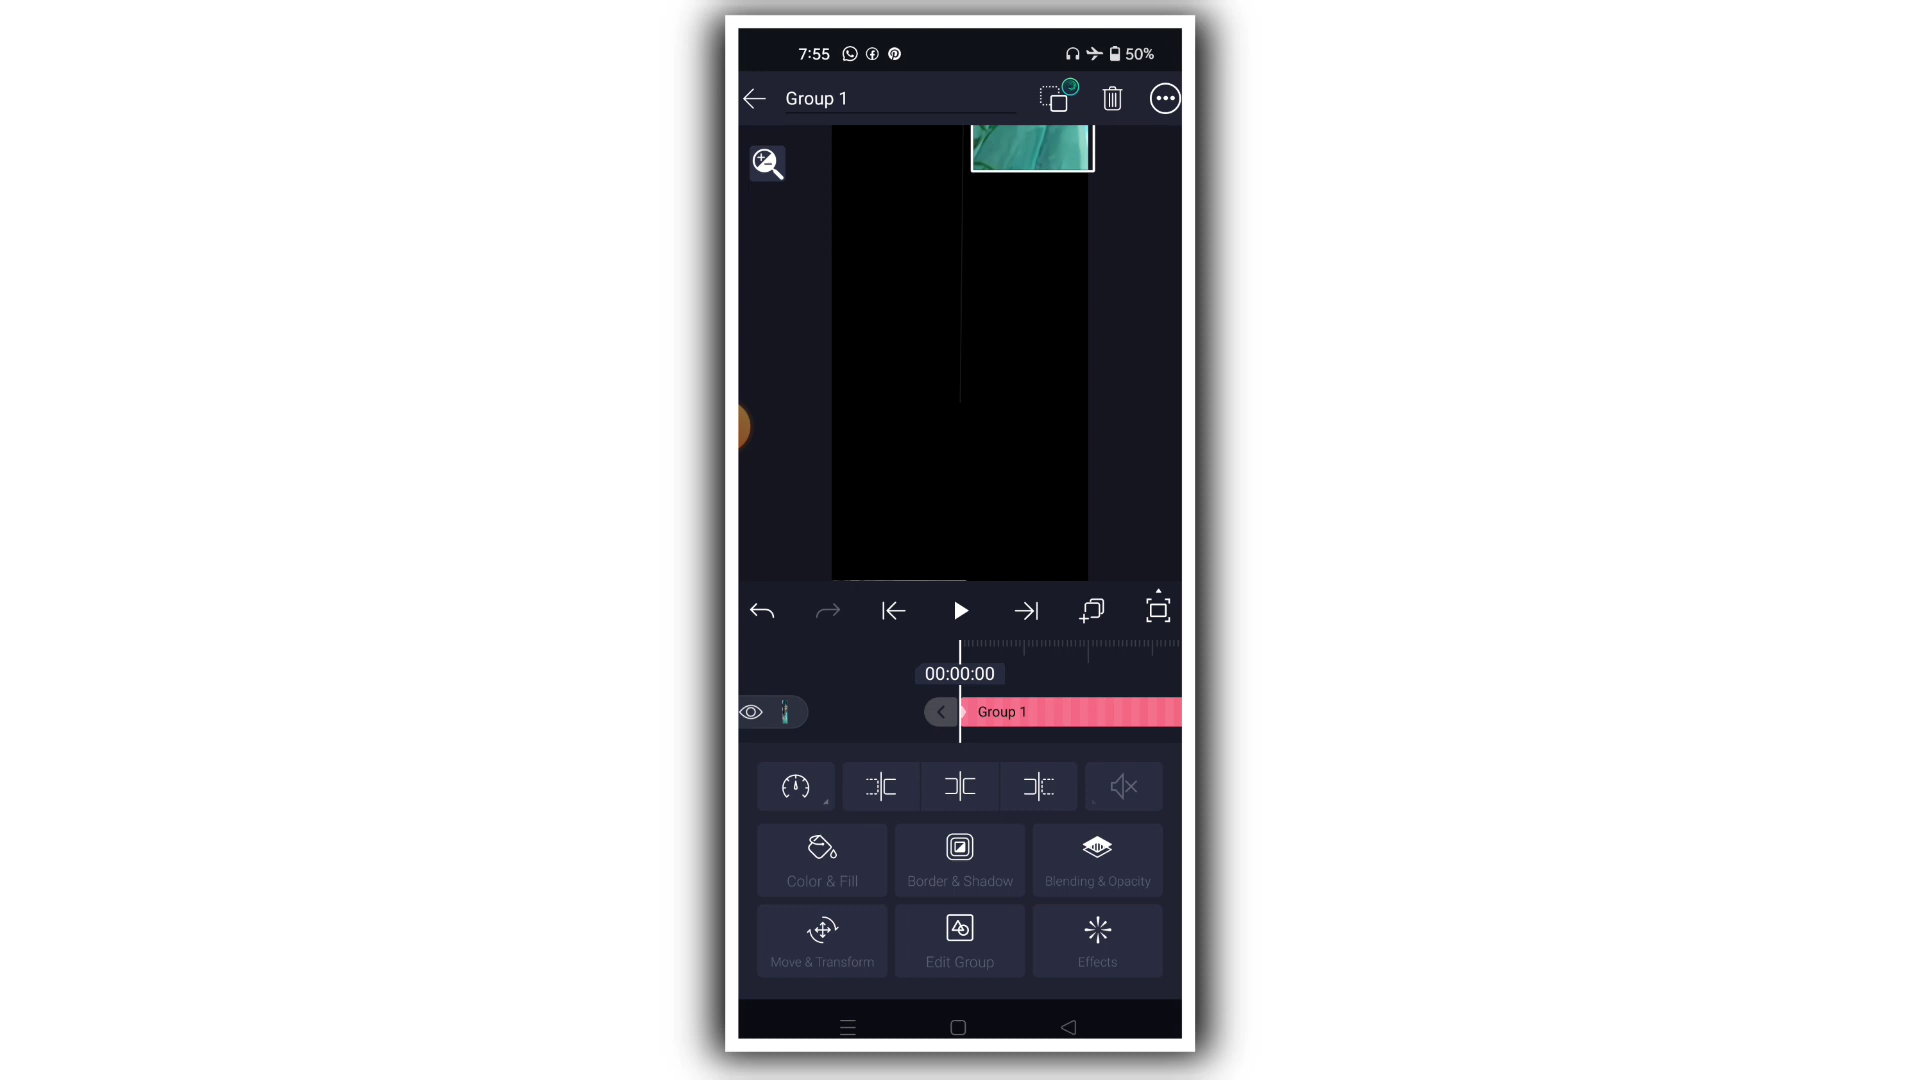 7:55
50%
Group 1
00:00:00
Group 1
Color & Fill
Border & Shadow
Blending & Opacity
Move & Transform
Edit Group
Effects